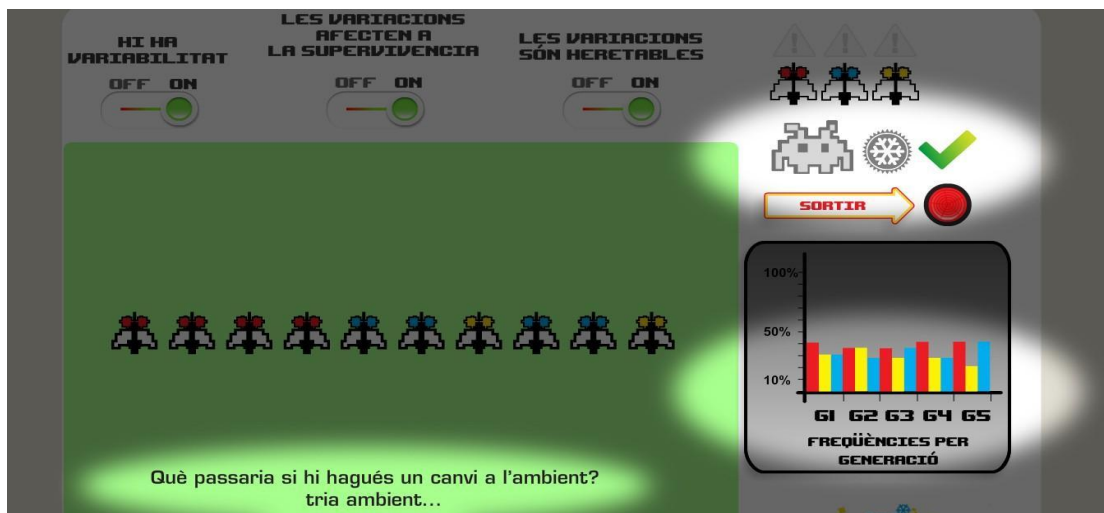 HI HA
VARIABILITAT
OFF ON
LES VARIACIONS
AFECTEN A
LA SUPERVIVENCIA
OFF ON
LES VARIACIONS
SÓN HERETABLES
OFF ON
SORTIR
100%
50%
10%
G1 G2 G3 G4 G5
FREQÜÈNCIES PER
GENERACIÓ
Què passaria si hi hagués un canvi a l'ambient?
tria ambient...